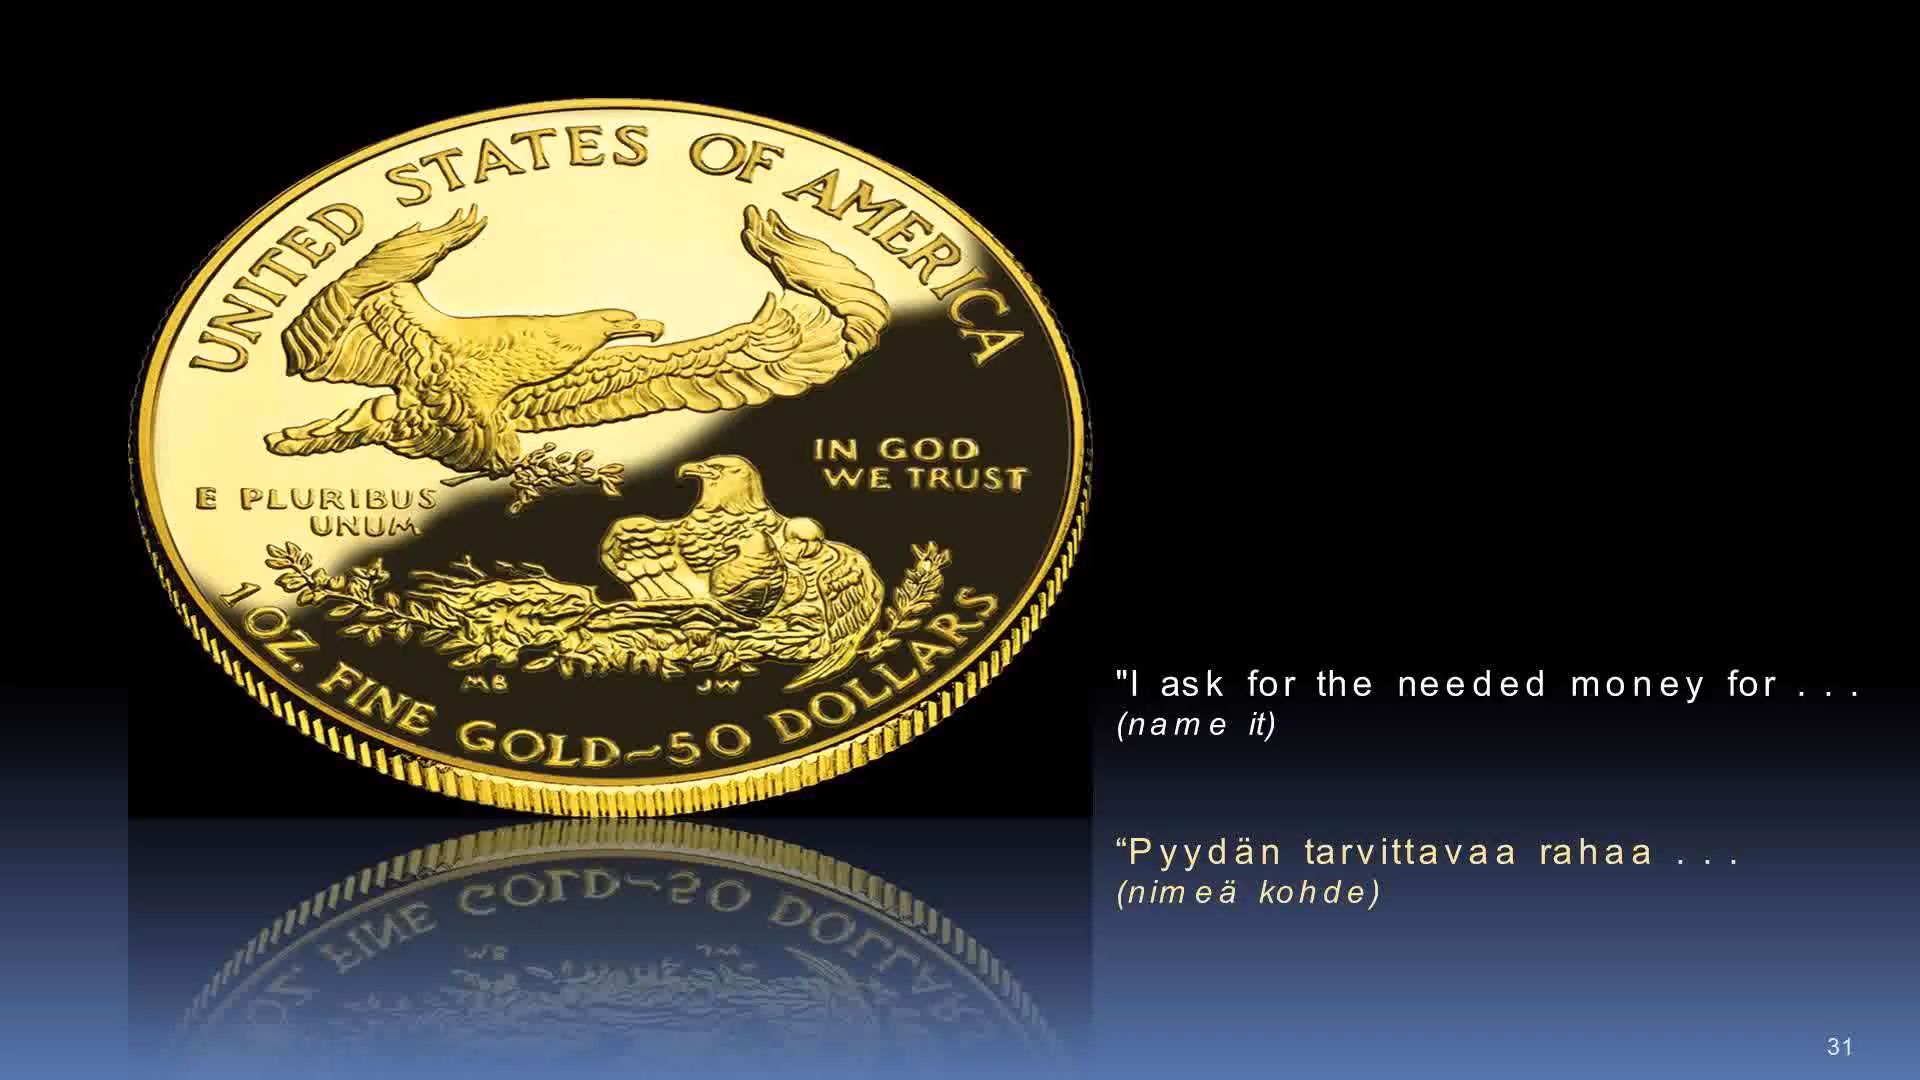 UNITED STATES OF AMERICA
E PLURIBUS
UNUM
IN GOD
WE TRUST
MB
JW
1 OZ. FINE GOLD~50 DOLLARS
"I ask for the needed money for . . .
(name it)
“Pyydän tarvittavaa rahaa . . .
(nimeä kohde)
31